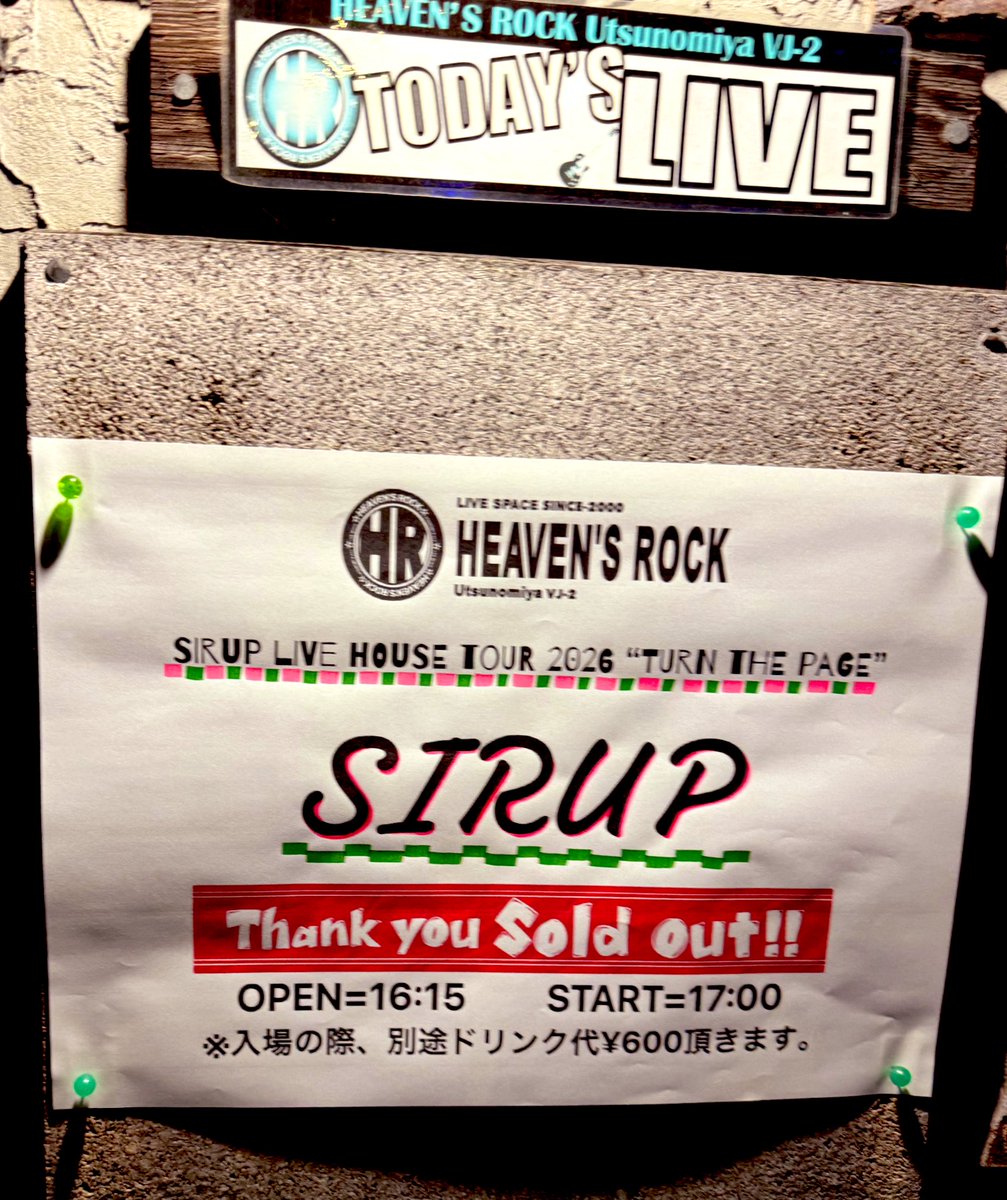 HEAVEN'S ROCK Utsunomiya VJ-2
TODAY'S LIVE
LIVE SPACE SINCE-2000
HR
HEAVEN'S ROCK
Utsunomiya VJ-2
SIRUP LIVE HOUSE TOUR 2026 “TURN THE PAGE”
SIRUP
Thank you Sold out!!
OPEN=16:15 START=17:00
※入場の際、別途ドリンク代¥600頂きます。